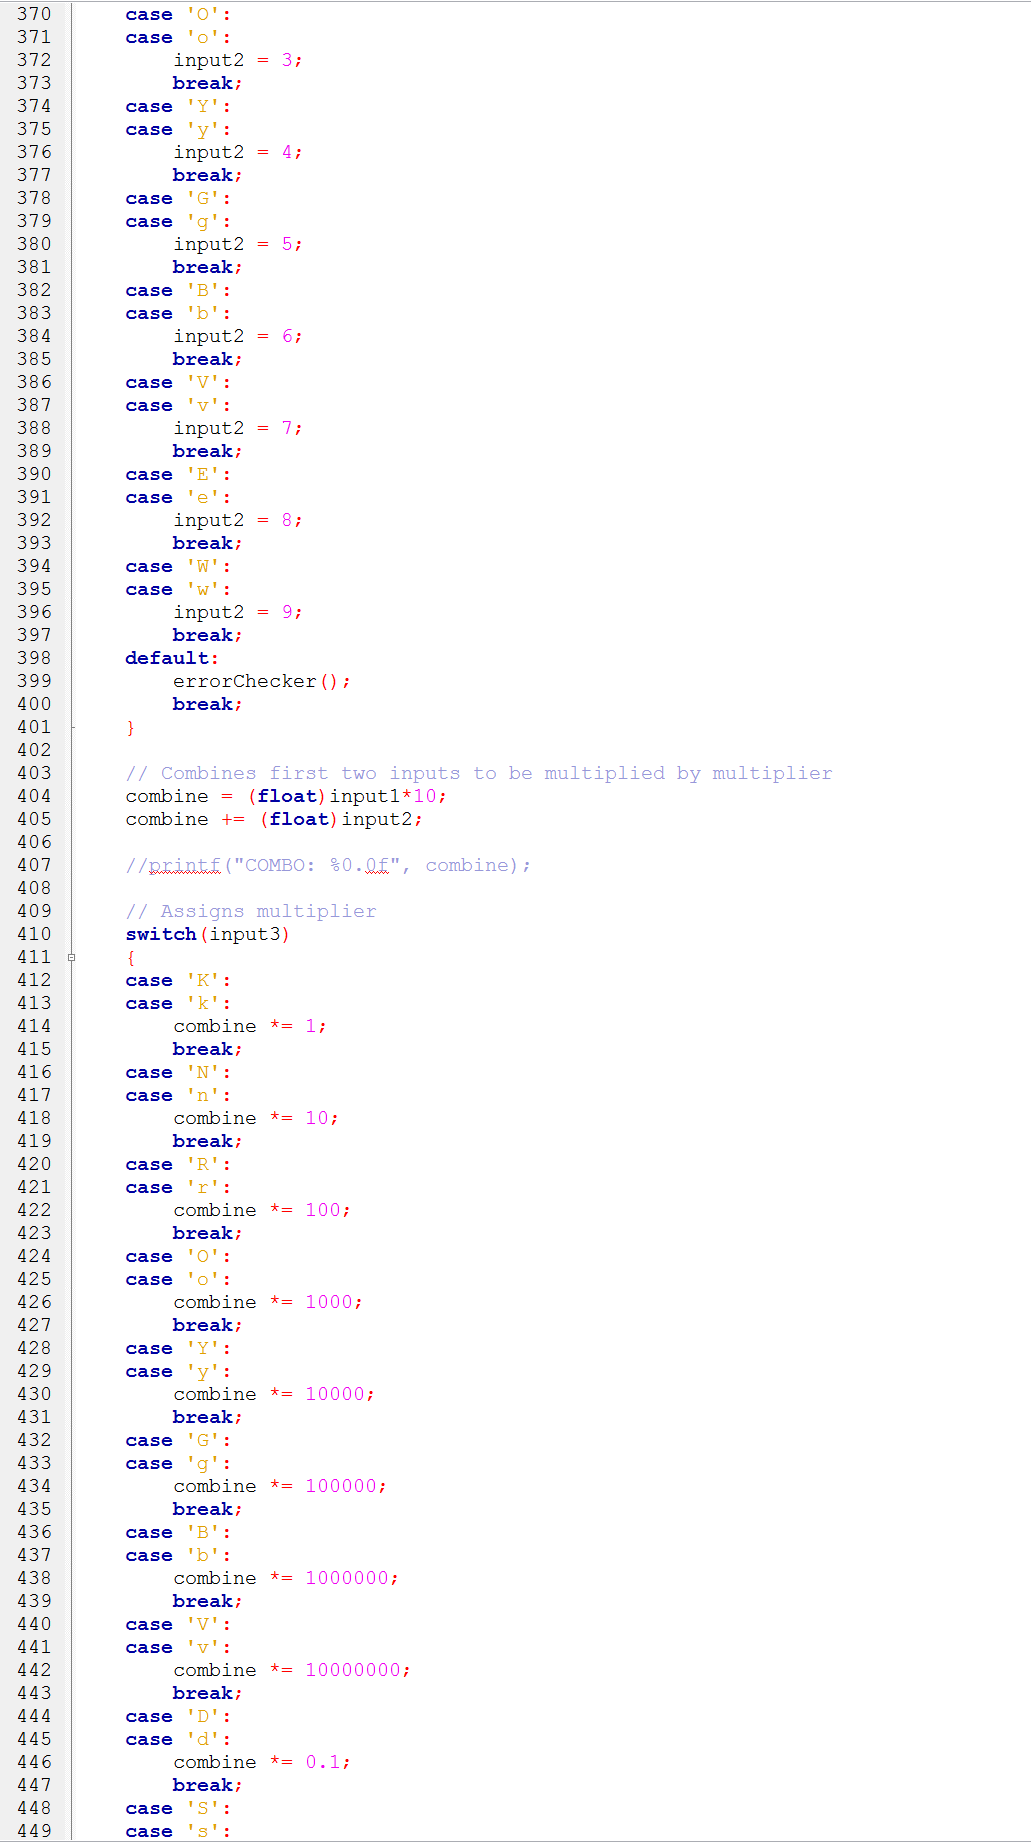 370 case 'O':
371 case 'o':
372 input2 = 3;
373 break;
374 case 'Y':
375 case 'y':
376 input2 = 4;
377 break;
378 case 'G':
379 case 'g':
380 input2 = 5;
381 break;
382 case 'B':
383 case 'b':
384 input2 = 6;
385 break;
386 case 'V':
387 case 'v':
388 input2 = 7;
389 break;
390 case 'E':
391 case 'e':
392 input2 = 8;
393 break;
394 case 'W':
395 case 'w':
396 input2 = 9;
397 break;
398 default:
399 errorChecker();
400 break;
401 }
402
403 // Combines first two inputs to be multiplied by multiplier
404 combine = (float)input1*10;
405 combine += (float)input2;
406
407 //printf("COMBO: %0.0f", combine);
408
409 // Assigns multiplier
410 switch(input3)
411 {
412 case 'K':
413 case 'k':
414 combine *= 1;
415 break;
416 case 'N':
417 case 'n':
418 combine *= 10;
419 break;
420 case 'R':
421 case 'r':
422 combine *= 100;
423 break;
424 case 'O':
425 case 'o':
426 combine *= 1000;
427 break;
428 case 'Y':
429 case 'y':
430 combine *= 10000;
431 break;
432 case 'G':
433 case 'g':
434 combine *= 100000;
435 break;
436 case 'B':
437 case 'b':
438 combine *= 1000000;
439 break;
440 case 'V':
441 case 'v':
442 combine *= 10000000;
443 break;
444 case 'D':
445 case 'd':
446 combine *= 0.1;
447 break;
448 case 'S':
449 case 's':